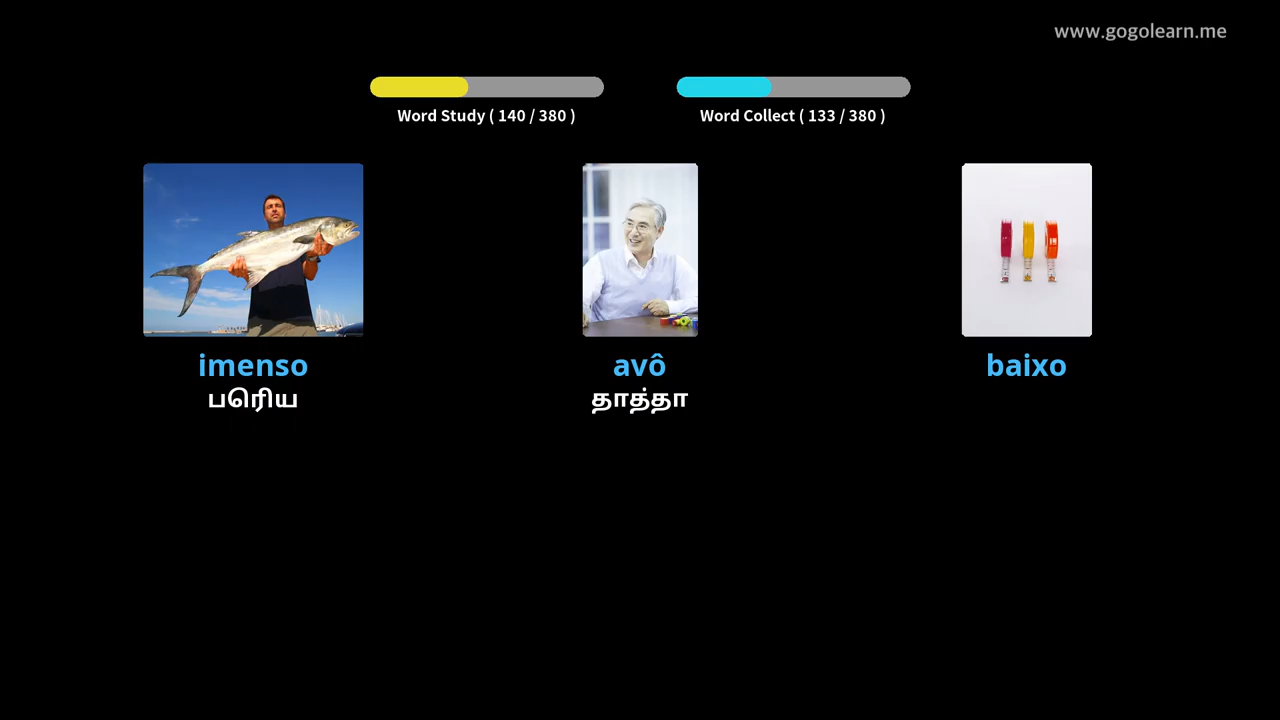 www.gogolearn.me
Word Study ( 140 / 380 )
Word Collect ( 133 / 380 )
imenso
பெரிய
avô
தாத்தா
baixo